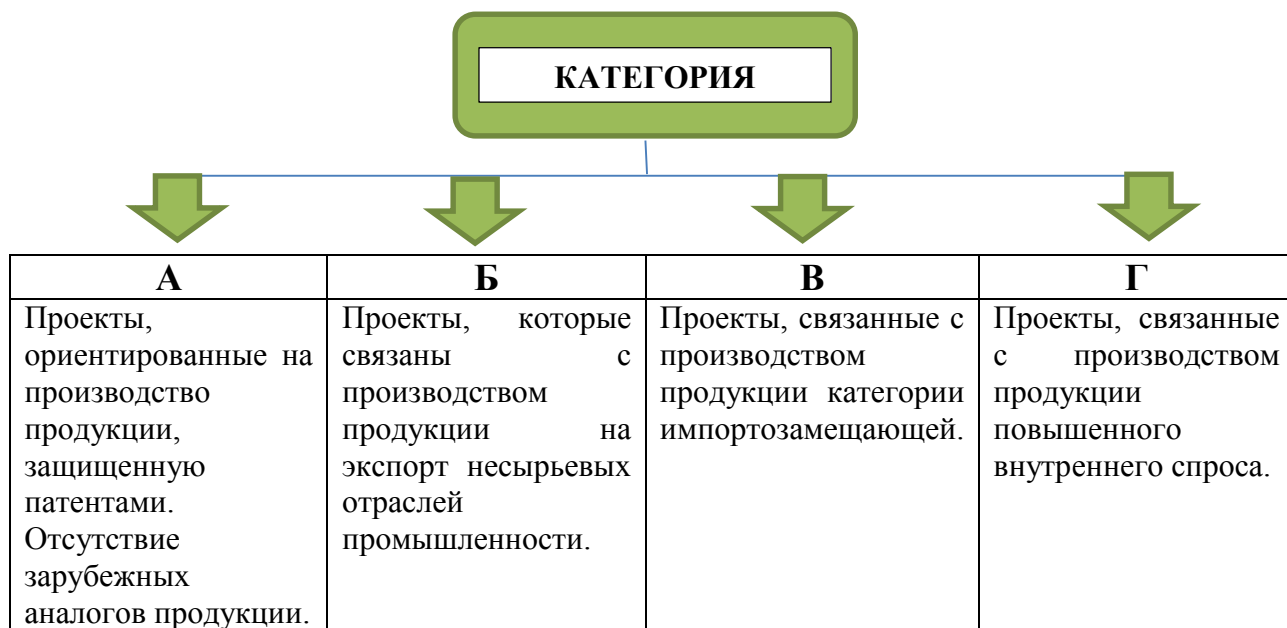 КАТЕГОРИЯ
А
Проекты,
ориентированные на
производство
продукции,
защищенную
патентами.
Отсутствие
зарубежных
аналогов продукции.
Б
Проекты, которые
связаны с
производством
продукции на
экспорт несырьевых
отраслей
промышленности.
В
Проекты, связанные с
производством
продукции категории
импортозамещающей.
Г
Проекты, связанные
с производством
продукции
повышенного
внутреннего спроса.